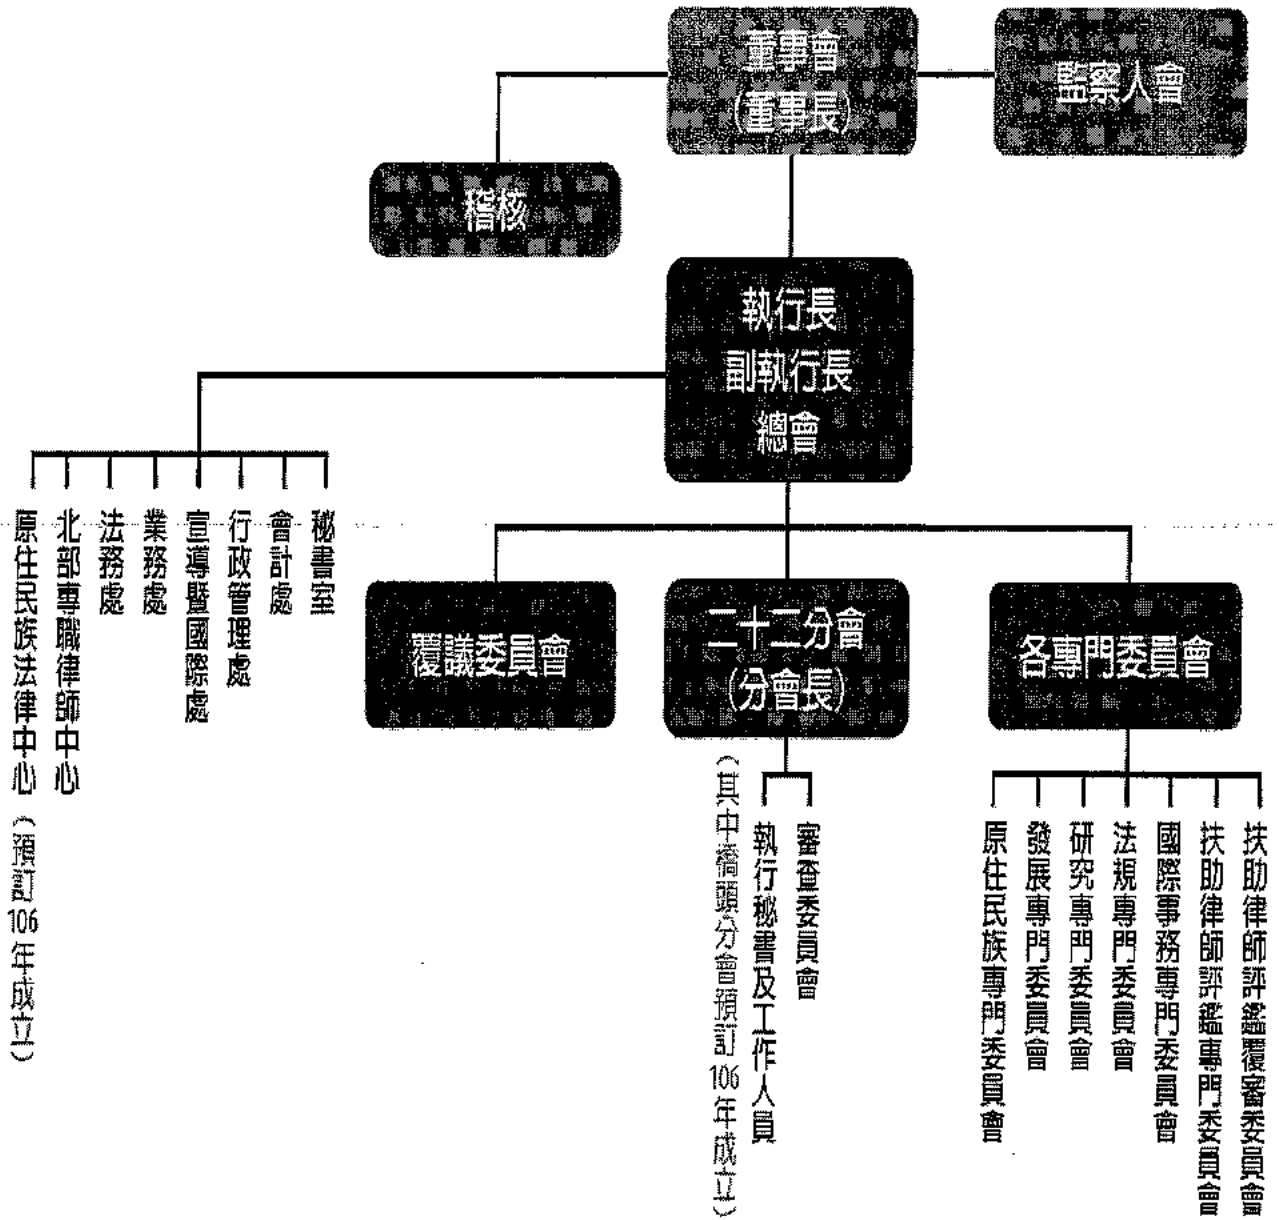 董事會
(董事長)
監察人會
稽核
執行長
副執行長
總會
秘書室
會計處
行政管理處
宣導暨國際處
業務處
法務處
北部專職律師中心
原住民族法律中心(預訂106年成立)
覆議委員會
二十二分會
(分會長)
各專門委員會
審查委員會
執行秘書及工作人員
(其中橋頭分會預訂106年成立)
扶助律師評鑑覆審委員會
扶助律師評鑑專門委員會
國際事務專門委員會
法規專門委員會
研究專門委員會
發展專門委員會
原住民族專門委員會